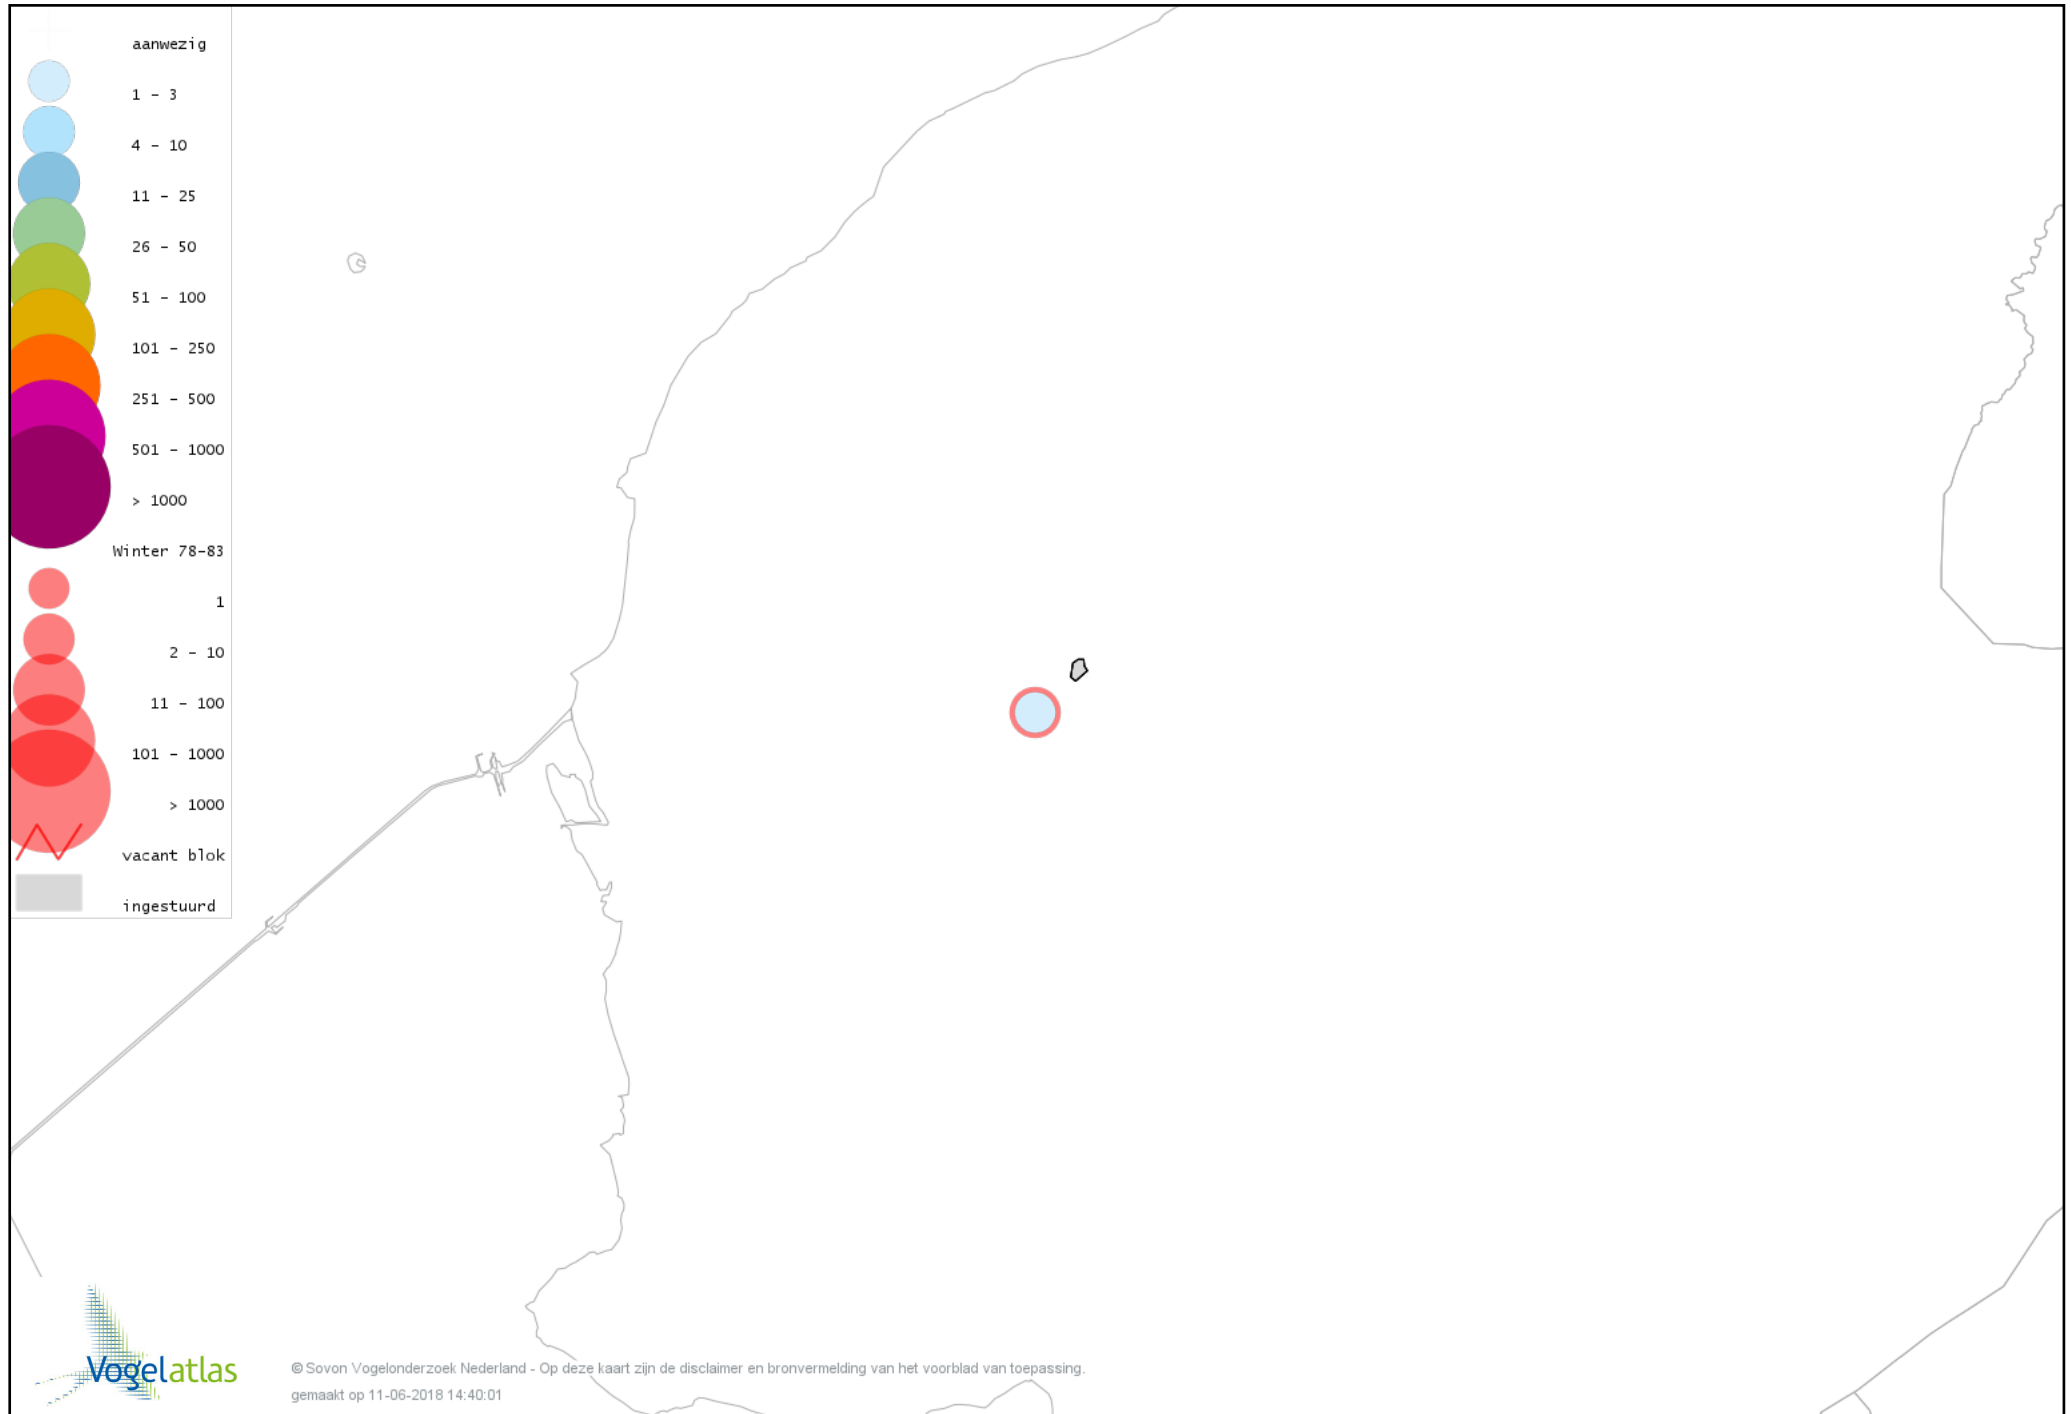 aanwezig
1 - 3
4 - 10
11 - 25
26 - 50
51 - 100
101 - 250
251 - 500
501 - 1000
> 1000
Winter 78-83
1
2 - 10
11 - 100
101 - 1000
> 1000
vacant blok
ingestuurd
Vogelatlas
© Sovon Vogelonderzoek Nederland - Op deze kaart zijn de disclaimer en bronvermelding van het voorblad van toepassing.
gemaakt op 11-06-2018 14:40:01